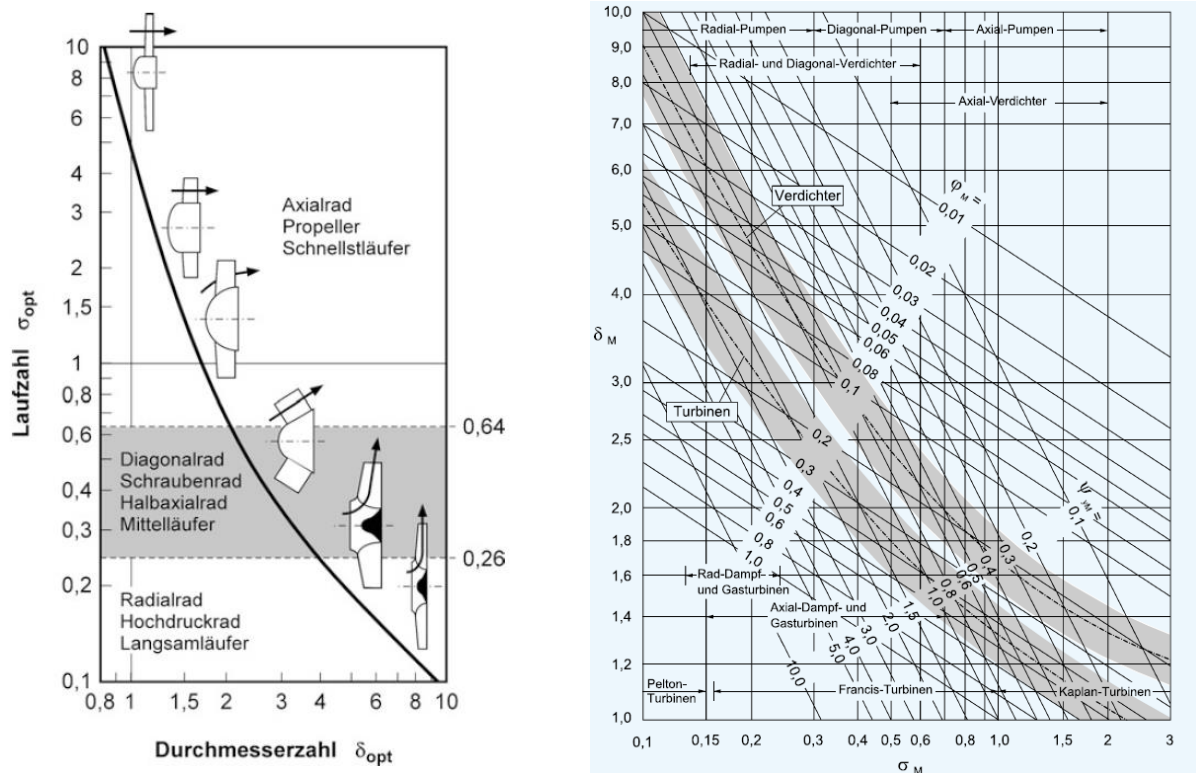 10
8
6
4
3
2
1,5
1
0,8
0,6
0,4
0,3
0,2
0,1
Laufzahl σopt
Axialrad
Propeller
Schnellstläufer
0,64
Diagonalrad
Schraubenrad
Halbaxialrad
Mittelläufer
0,26
Radialrad
Hochdruckrad
Langsamläufer
0,8 1 1,5 2 3 4 6 8 10
Durchmesserzahl δopt
10,0
9,0
8,0
7,0
6,0
5,0
4,0
δ M
3,0
2,5
2,0
1,8
1,6
1,4
1,2
1,0
Radial-Pumpen
Diagonal-Pumpen
Axial-Pumpen
Radial- und Diagonal-Verdichter
Axial-Verdichter
Verdichter
Turbinen
φM =
0,01
0,02
0,03
0,04
0,05
0,06
0,08
0,1
0,2
0,3
0,4
0,5
0,6
0,8
1,0
ψM =
0,1
0,2
0,3
0,4
0,5
0,6
0,8
1,0
1,5
2,0
3,0
4,0
5,0
10,0
Rad-Dampf-
und Gasturbinen
Axial-Dampf- und
Gasturbinen
Pelton-
Turbinen
Francis-Turbinen
Kaplan-Turbinen
0,1 0,15 0,2 0,3 0,4 0,5 0,6 0,8 1,0 2 3
σ M